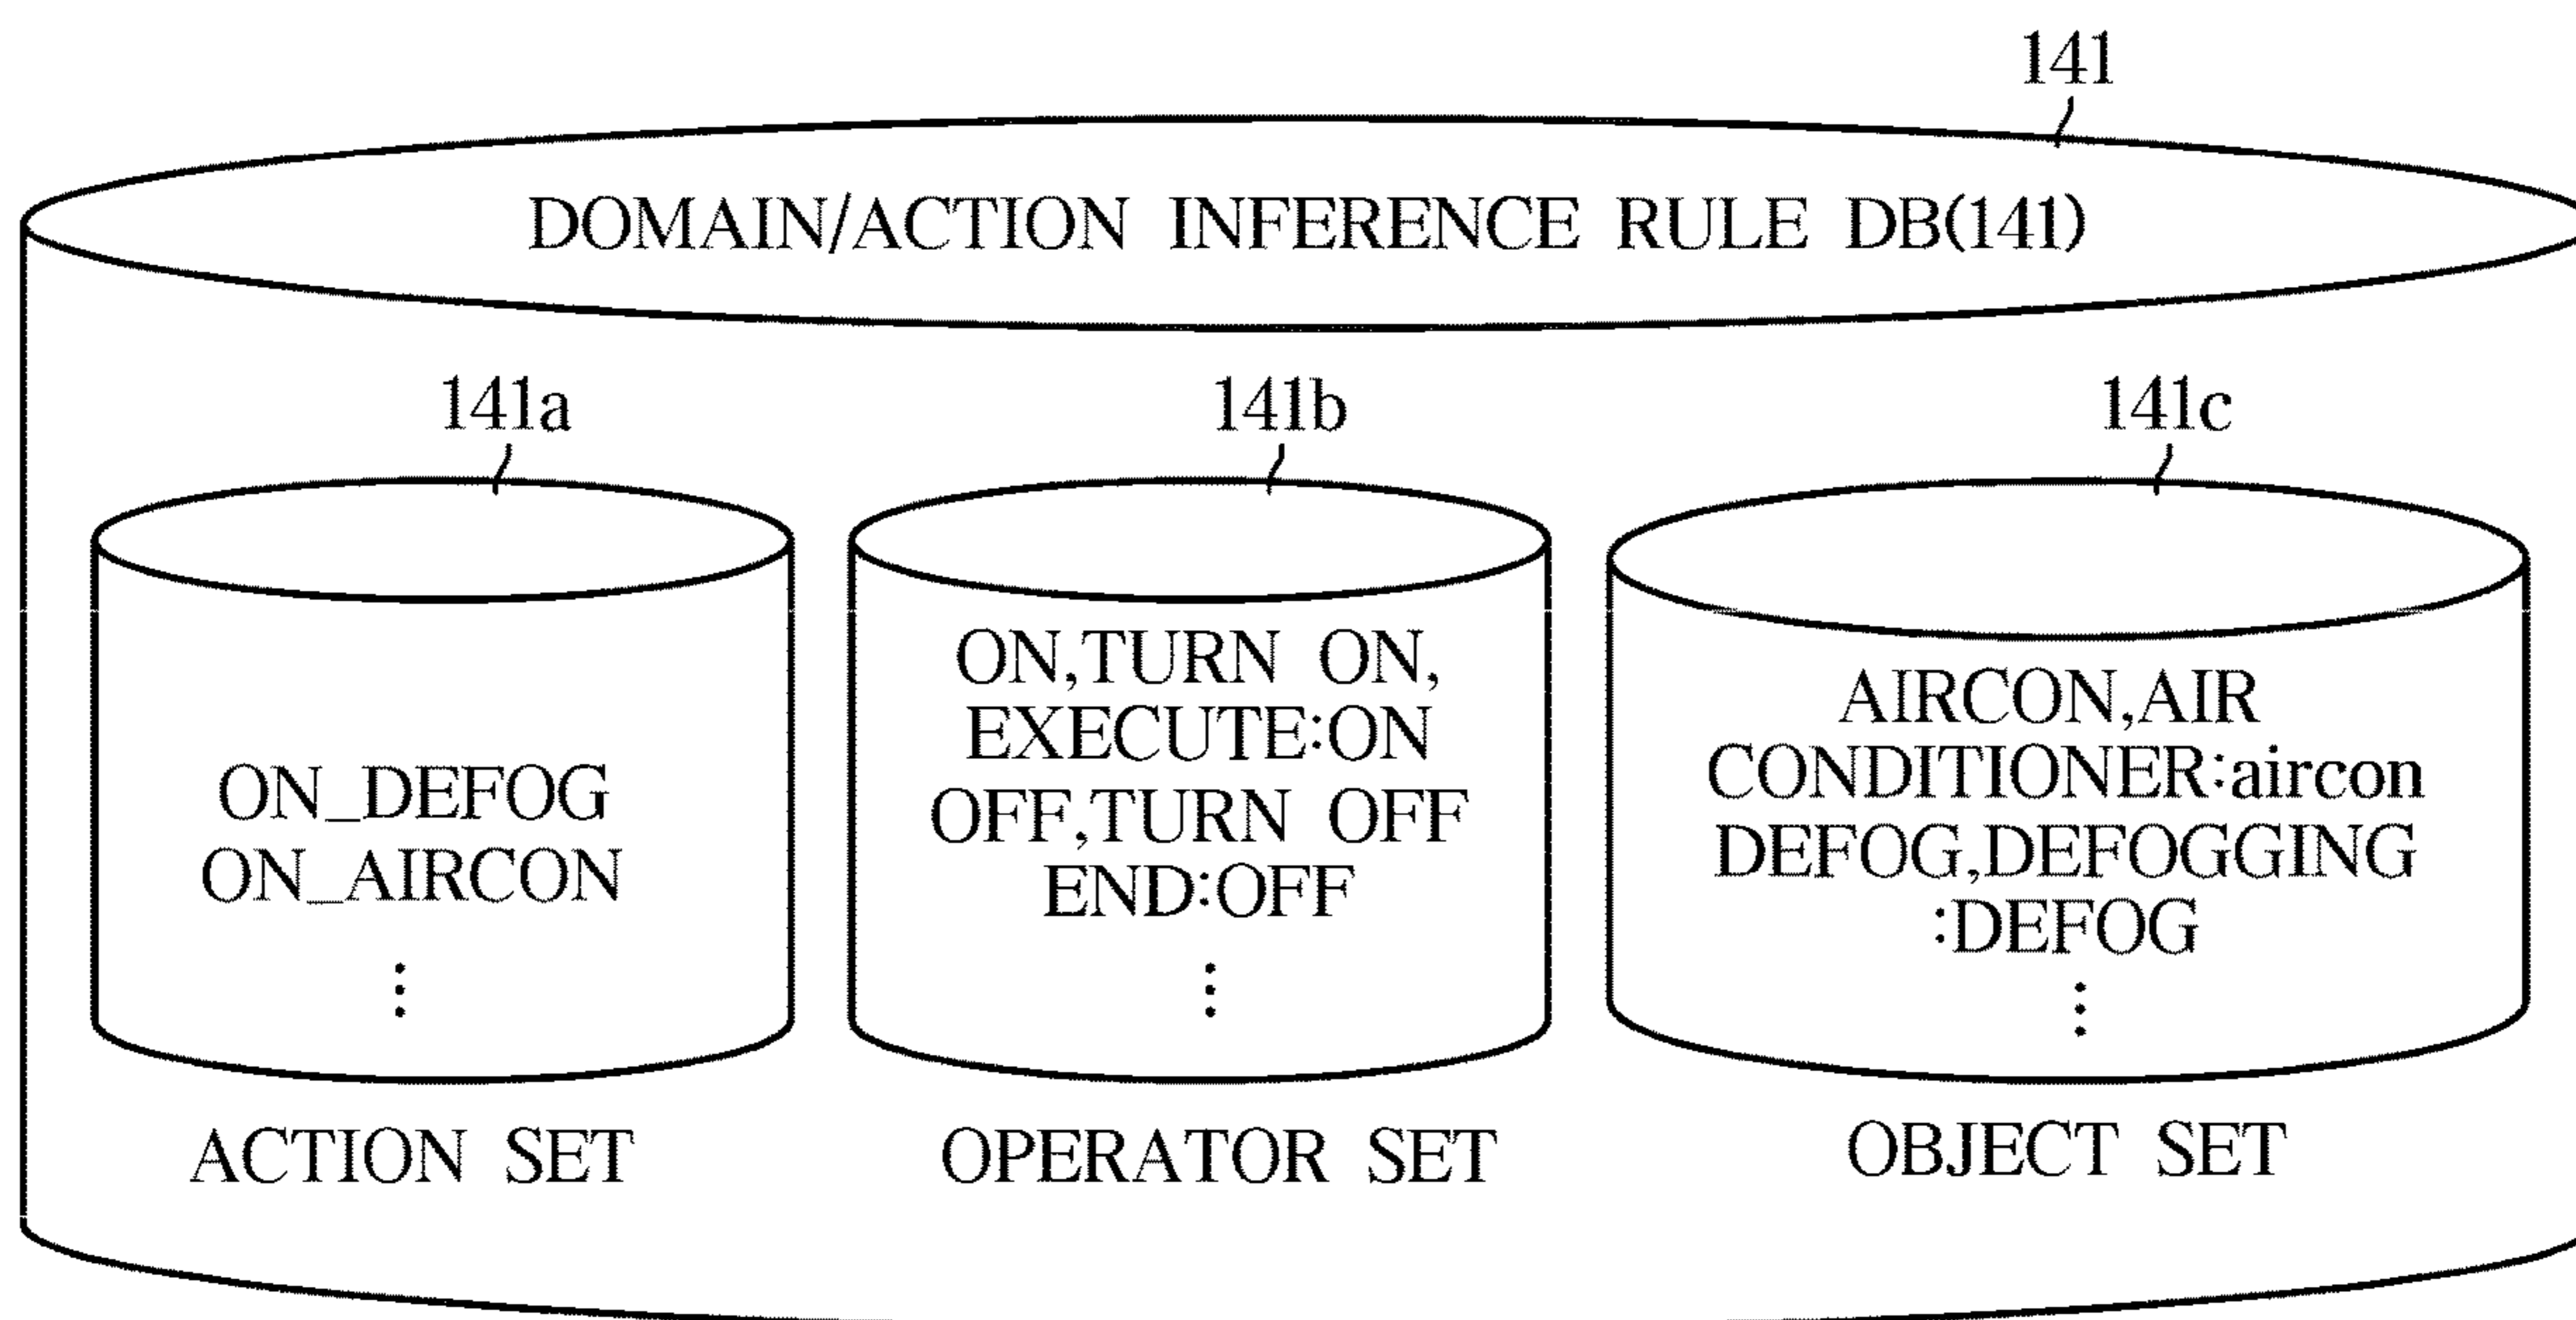 141
DOMAIN/ACTION INFERENCE RULE DB(141)
141a
ON_DEFOG
ON_AIRCON
ACTION SET
141b
ON,TURN ON,
EXECUTE:ON
OFF,TURN OFF
END:OFF
OPERATOR SET
141c
AIRCON,AIR
CONDITIONER:aircon
DEFOG,DEFOGGING
:DEFOG
OBJECT SET